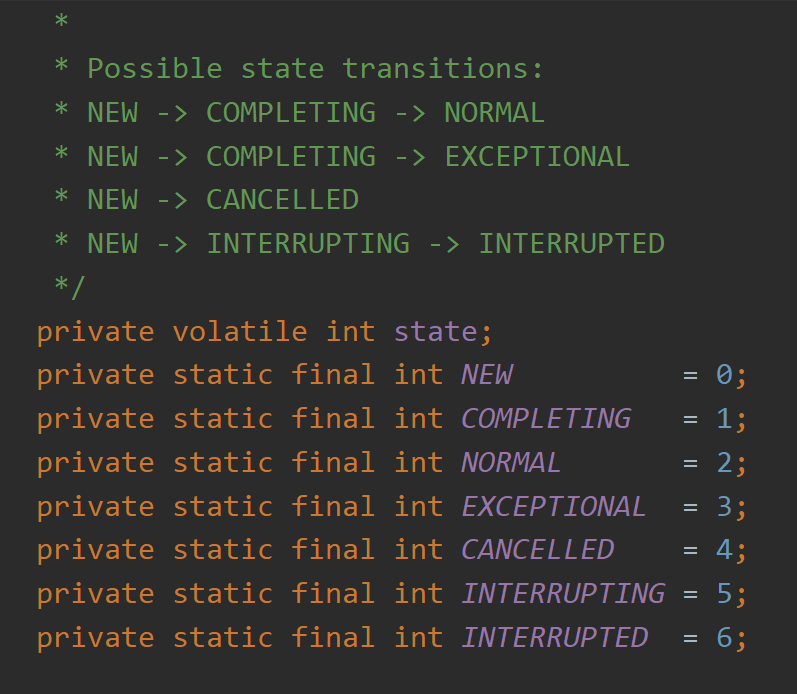 *
* Possible state transitions:
* NEW -> COMPLETING -> NORMAL
* NEW -> COMPLETING -> EXCEPTIONAL
* NEW -> CANCELLED
* NEW -> INTERRUPTING -> INTERRUPTED
*/
private volatile int state;
private static final int NEW          = 0;
private static final int COMPLETING   = 1;
private static final int NORMAL       = 2;
private static final int EXCEPTIONAL  = 3;
private static final int CANCELLED    = 4;
private static final int INTERRUPTING = 5;
private static final int INTERRUPTED  = 6;